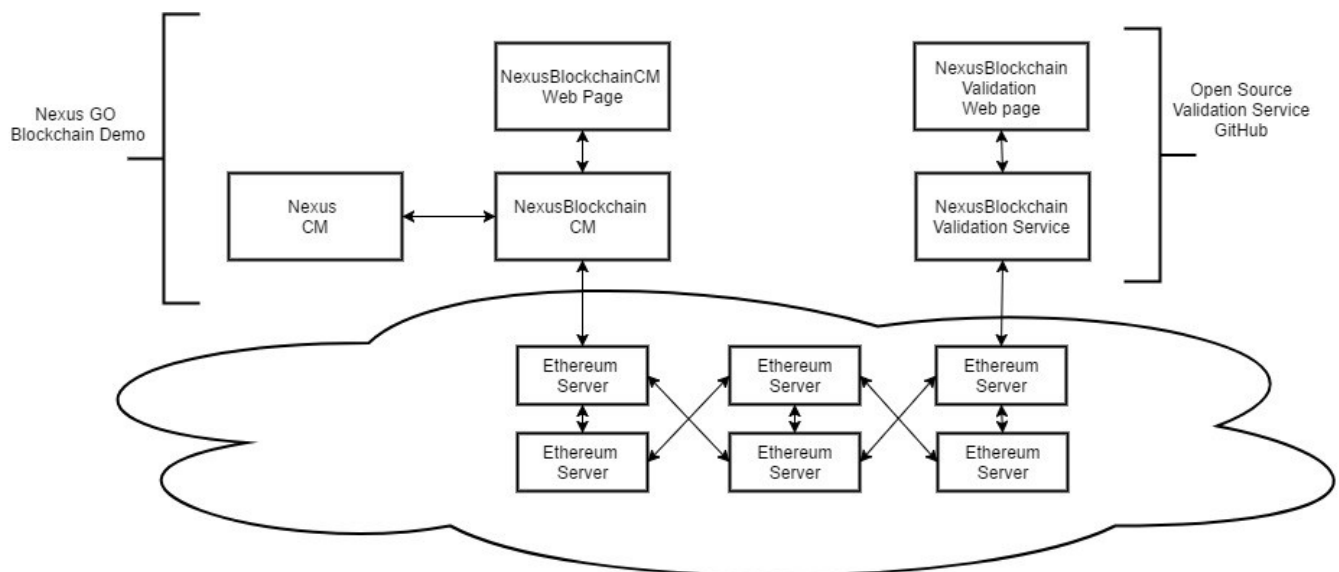 Nexus GO
Blockchain Demo
NexusBlockchainCM
Web Page
NexusBlockchain
Validation
Web page
Open Source
Validation Service
GitHub
Nexus
CM
NexusBlockchain
CM
NexusBlockchain
Validation Service
Ethereum
Server
Ethereum
Server
Ethereum
Server
Ethereum
Server
Ethereum
Server
Ethereum
Server